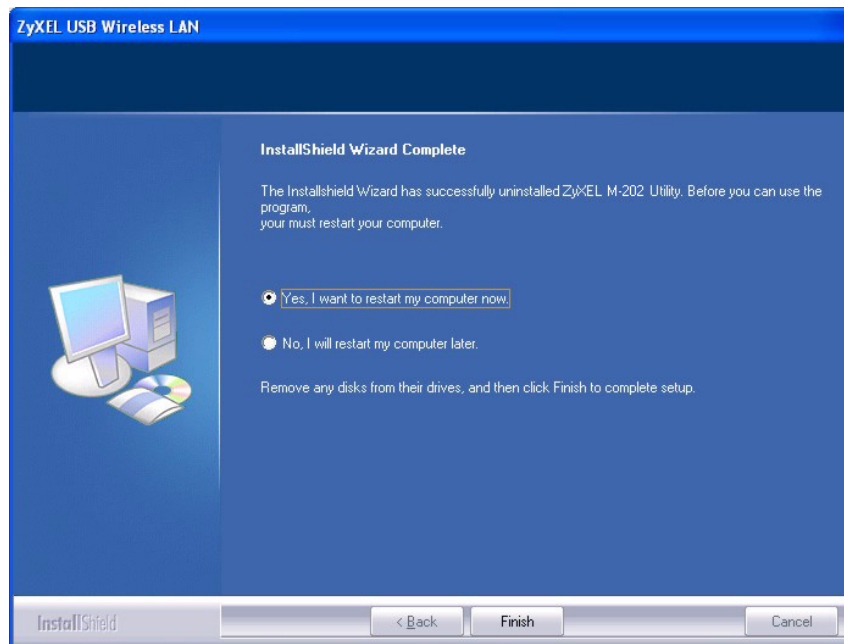 ZyXEL USB Wireless LAN
InstallShield Wizard Complete
The Installshield Wizard has successfully uninstalled ZyXEL M-202 Utility. Before you can use the
program,
your must restart your computer.
Yes, I want to restart my computer now.
No, I will restart my computer later.
Remove any disks from their drives, and then click Finish to complete setup.
InstallShield
< Back
Finish
Cancel